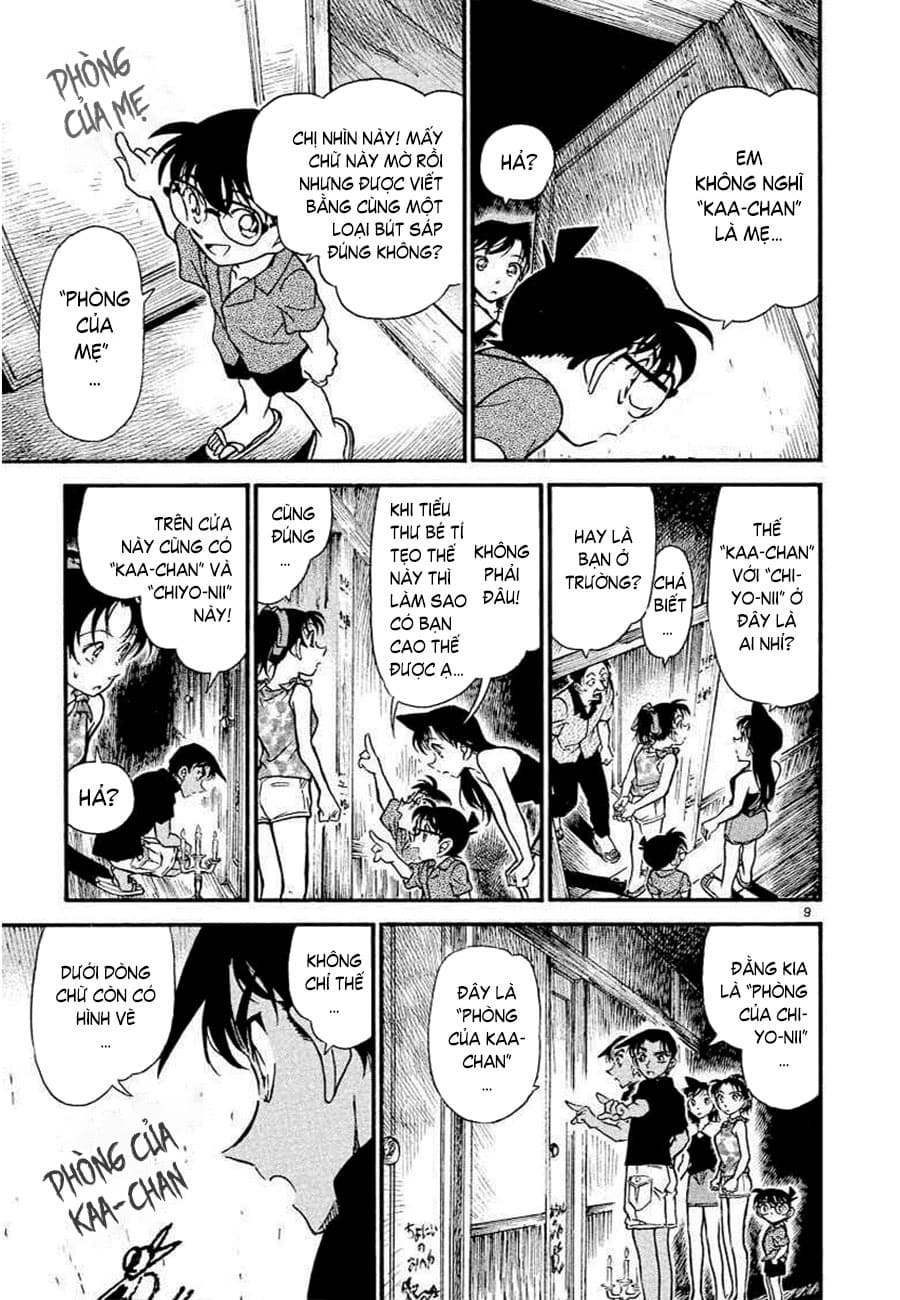 EM
KHÔNG NGHĨ
“KAA-CHAN”
LÀ MẸ...
HẢ?
CHỊ NHÌN NÀY! MẤY
CHỮ NÀY MỜ RỒI
NHƯNG ĐƯỢC VIẾT
BẰNG CÙNG MỘT
LOẠI BÚT SÁP
ĐÚNG KHÔNG?
PHÒNG
CỦA MẸ
“PHÒNG
CỦA
MẸ”
...
THẾ
“KAA-CHAN”
VỚI “CHI-
YO-NII” Ở
ĐÂY LÀ
AI NHỈ?
CHẢ
BIẾT
...
HAY LÀ
BẠN Ở
TRƯỜNG?
KHÔNG
PHẢI
ĐÂU!
KHI TIỂU
THƯ BÉ TÍ
TẸO THẾ
NÀY THÌ
LÀM SAO
CÓ BẠN
CAO THẾ
ĐƯỢC Ạ...
CŨNG
ĐÚNG
...
TRÊN CỬA
NÀY CŨNG CÓ
“KAA-CHAN” VÀ
“CHIYO-NII”
NÀY!
HẢ?
9
ĐẰNG KIA
LÀ “PHÒNG
CỦA CHI-
YO-NII”
...
ĐÂY LÀ
“PHÒNG
CỦA KAA-
CHAN”
...
KHÔNG
CHỈ THẾ
...
DƯỚI DÒNG
CHỮ CÒN CÓ
HÌNH VẼ
...
PHÒNG CỦA
KAA-CHAN